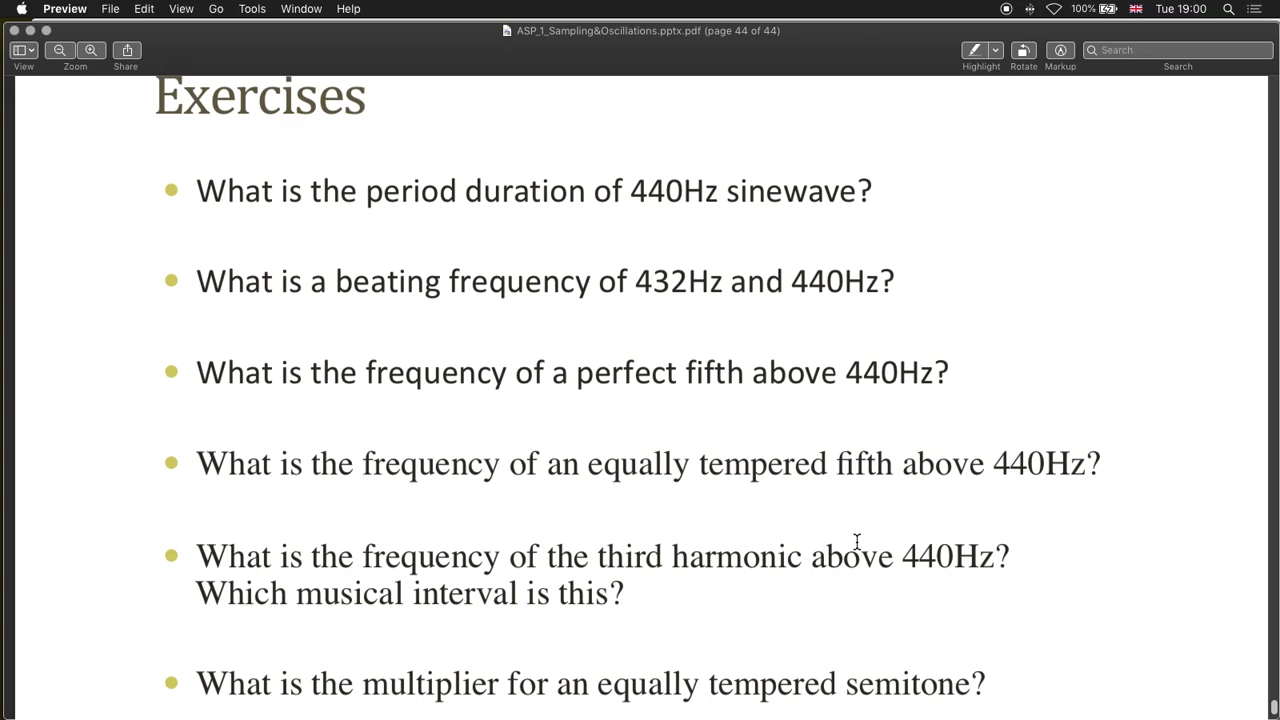 Preview File Edit View Go Tools Window Help 100% Tue 19:00
ASP_1_Sampling&Oscillations.pptx.pdf (page 44 of 44)
Search
View Zoom Share Highlight Rotate Markup Search
Exercises
• What is the period duration of 440Hz sinewave?
• What is a beating frequency of 432Hz and 440Hz?
• What is the frequency of a perfect fifth above 440Hz?
• What is the frequency of an equally tempered fifth above 440Hz?
• What is the frequency of the third harmonic above 440Hz?
Which musical interval is this?
• What is the multiplier for an equally tempered semitone?